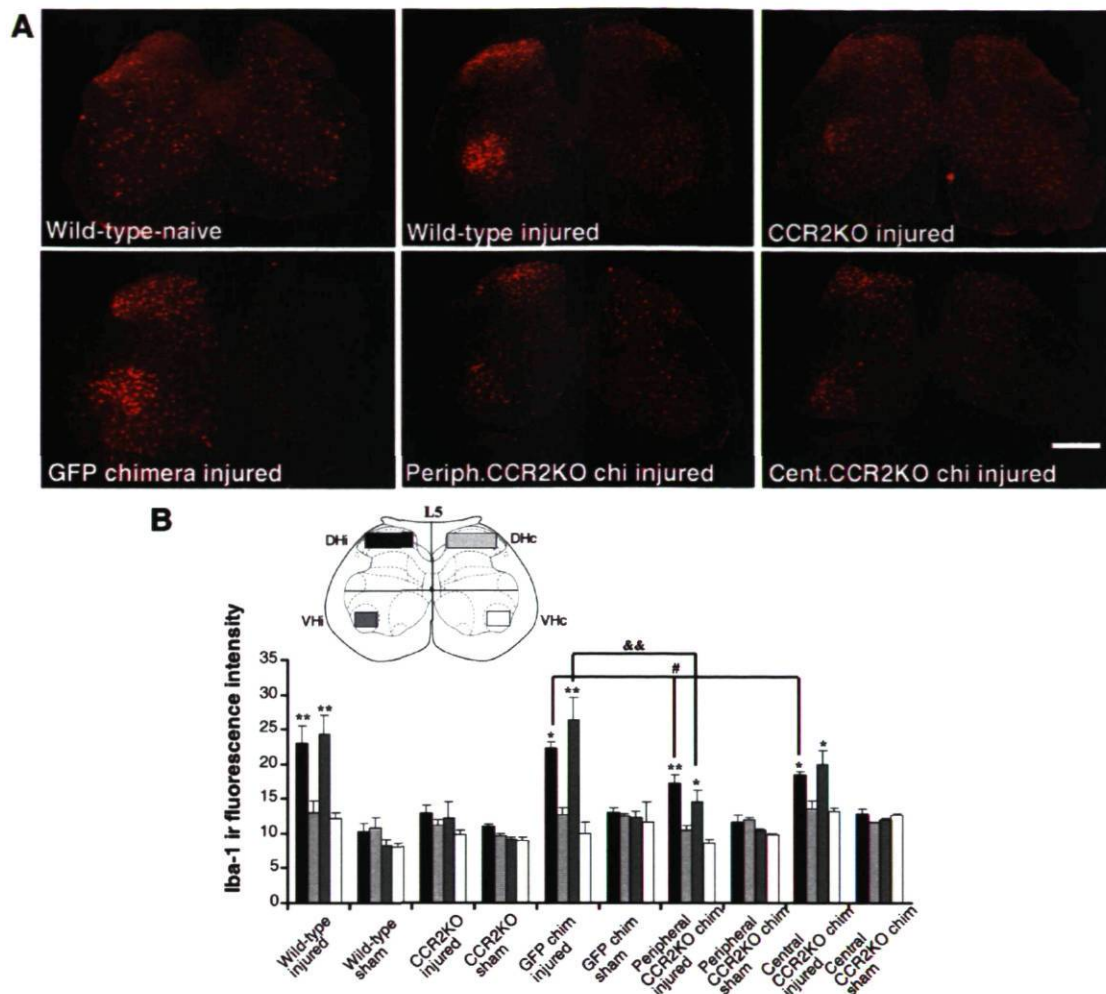 A
Wild-type-naive
Wild-type injured
CCR2KO injured
GFP chimera injured
Periph.CCR2KO chi injured
Cent.CCR2KO chi injured
B
L5
DHi
DHc
VHi
VHc
Iba-1 ir fluorescence intensity
35
30
25
20
15
10
5
0
** **
* **
&&
#
** *
* *
Wild-type
injured
Wild-type
sham
CCR2KO
injured
CCR2KO
sham
GFP chim
injured
GFP chim
sham
Peripheral
CCR2KO chim
injured
Peripheral
CCR2KO chim
sham
Central
CCR2KO chim
injured
Central
CCR2KO chim
sham